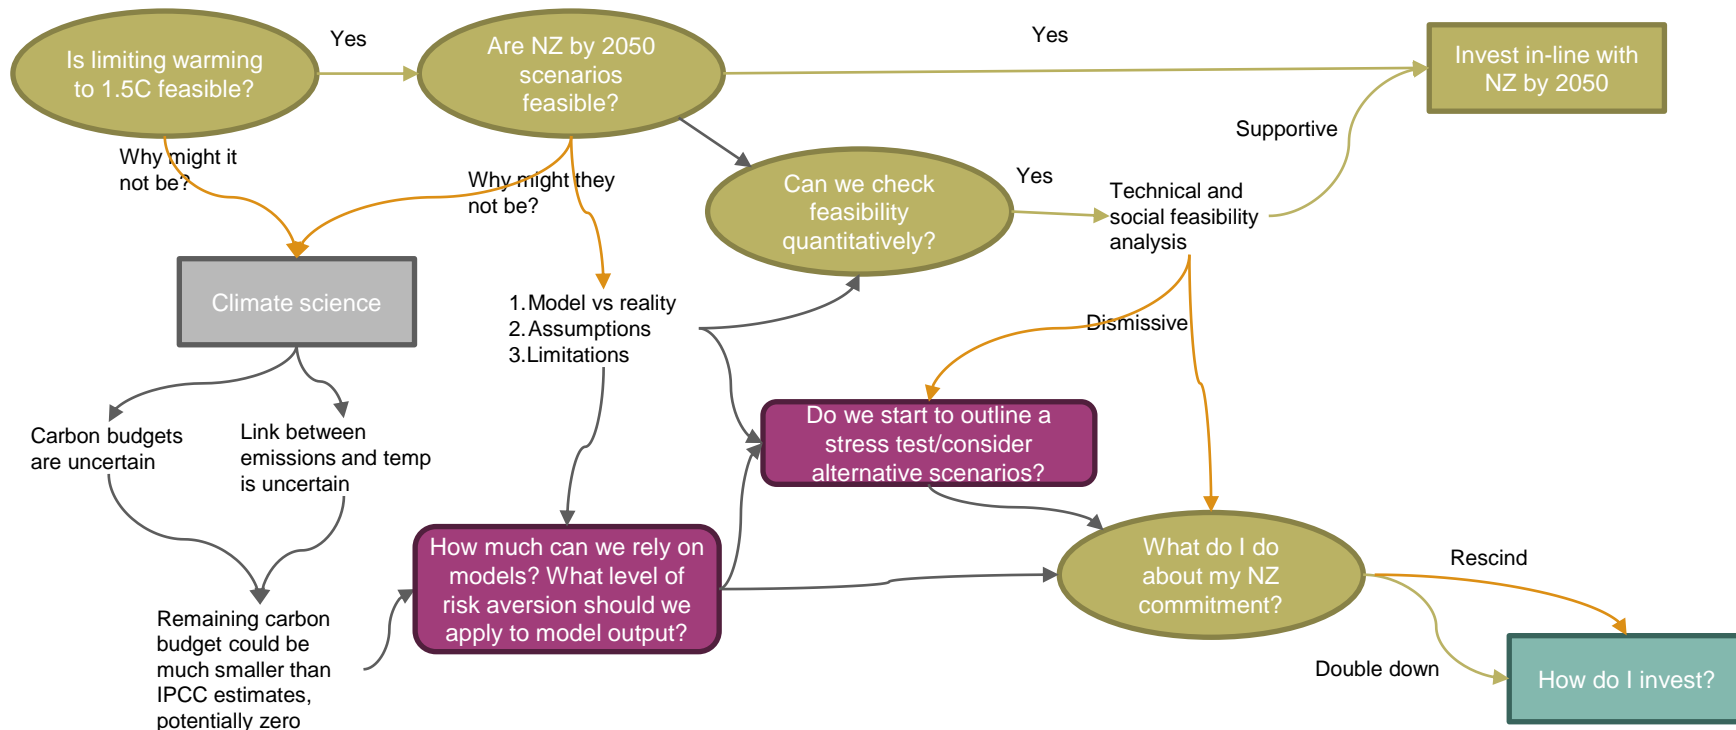 Is limiting warming
to 1.5C feasible?
Yes
Are NZ by 2050
scenarios
feasible?
Yes
Invest in-line with
NZ by 2050
Supportive
Why might it
not be?
Why might they
not be?
Can we check
feasibility
quantitatively?
Yes
Technical and
social feasibility
analysis
Climate science
1.Model vs reality
2.Assumptions
3.Limitations
Dismissive
Carbon budgets
are uncertain
Link between
emissions and temp
is uncertain
Do we start to outline a
stress test/consider
alternative scenarios?
How much can we rely on
models? What level of
risk aversion should we
apply to model output?
What do I do
about my NZ
commitment?
Rescind
Double down
Remaining carbon
budget could be
much smaller than
IPCC estimates,
potentially zero
How do I invest?